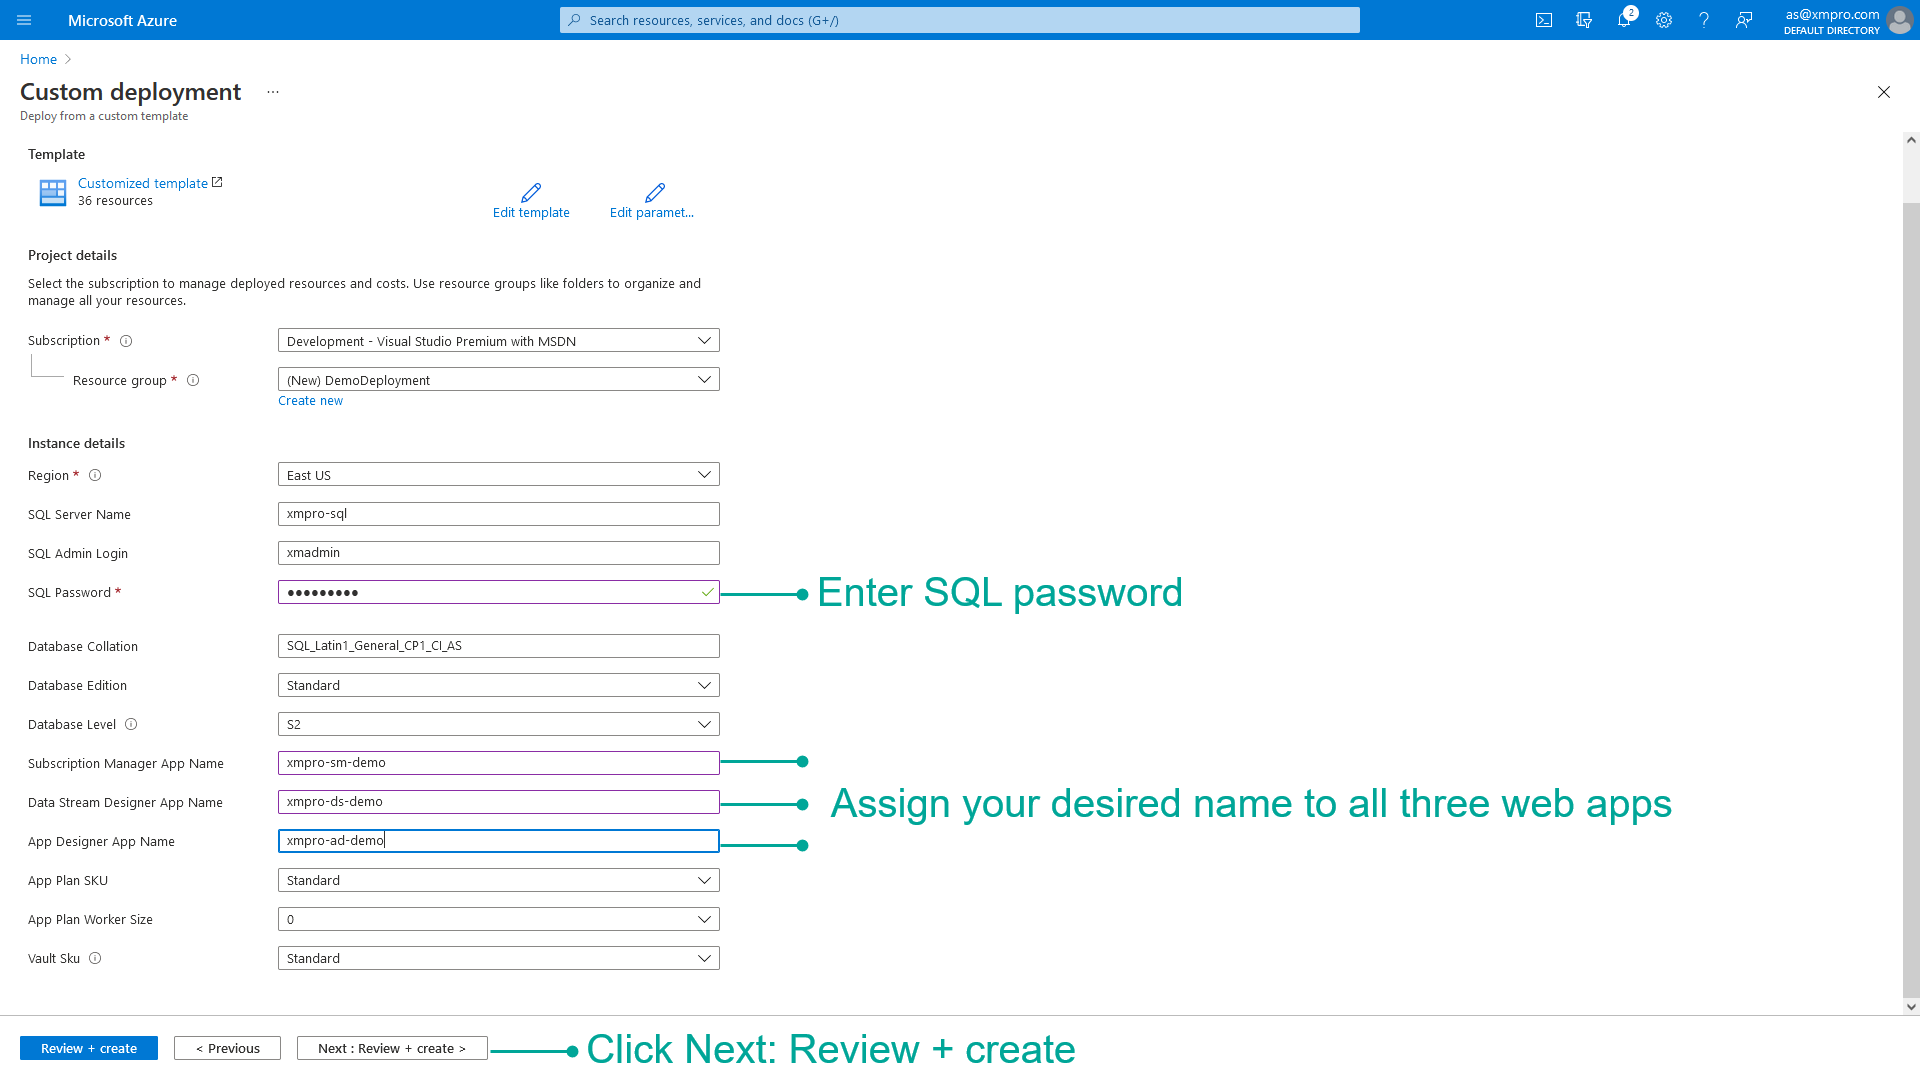 Microsoft Azure
Search resources, services, and docs (G+/)
2
as@xmpro.com
DEFAULT DIRECTORY
Home
Custom deployment ...
Deploy from a custom template
Template
Customized template
36 resources
Edit template
Edit paramet...
Project details
Select the subscription to manage deployed resources and costs. Use resource groups like folders to organize and
manage all your resources.
Subscription *
Development - Visual Studio Premium with MSDN
Resource group *
(New) DemoDeployment
Create new
Instance details
Region *
East US
SQL Server Name
xmpro-sql
SQL Admin Login
xmadmin
SQL Password *
●●●●●●●●●
Enter SQL password
Database Collation
SQL_Latin1_General_CP1_CI_AS
Database Edition
Standard
Database Level
S2
Subscription Manager App Name
xmpro-sm-demo
Data Stream Designer App Name
xmpro-ds-demo
Assign your desired name to all three web apps
App Designer App Name
xmpro-ad-demo
App Plan SKU
Standard
App Plan Worker Size
0
Vault Sku
Standard
Review + create
< Previous
Next : Review + create >
Click Next: Review + create